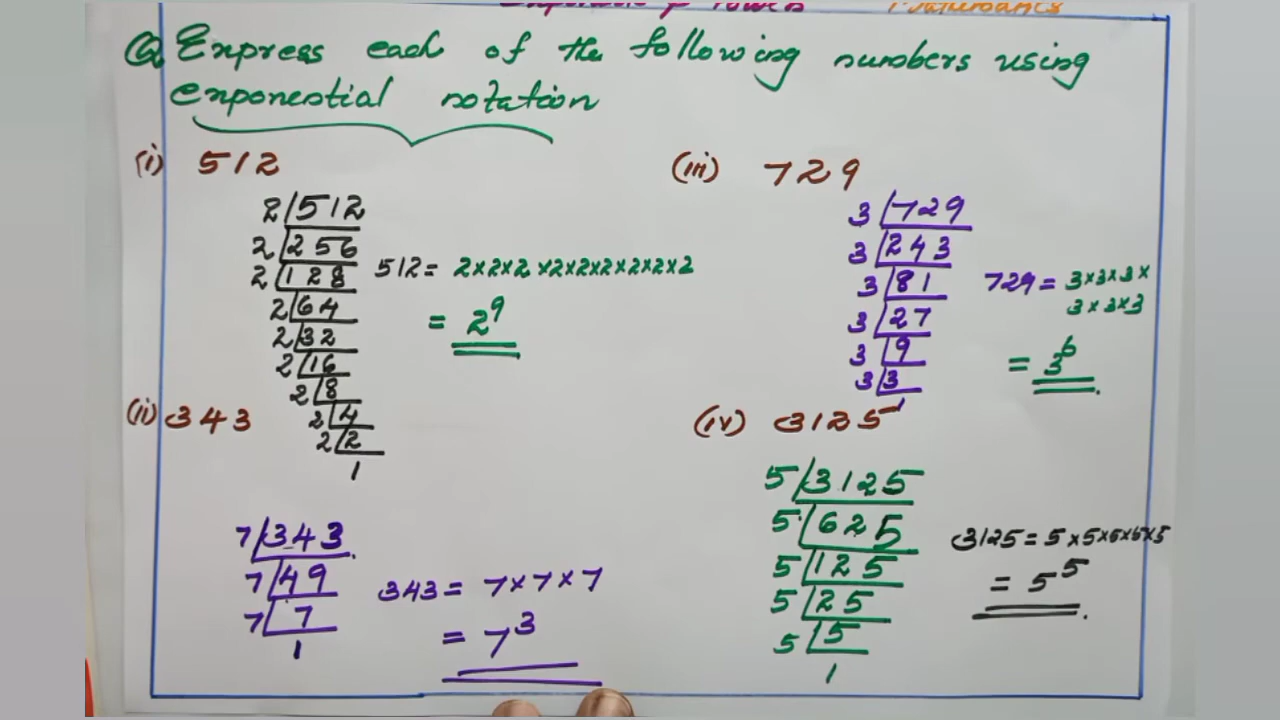 Exponents & Powers Mathematics
Q Express each of the following numbers using
exponential notation
(i) 512
2 512
2 256
2 128
2 64
2 32
2 16
2 8
2 4
2 2
1
512 = 2×2×2×2×2×2×2×2×2
= 2^9
(ii) 343
7 343
7 49
7 7
1
343 = 7×7×7
= 7^3
(iii) 729
3 729
3 243
3 81
3 27
3 9
3 3
1
729 = 3×3×3×
3×3×3
= 3^6.
(iv) 3125
5 3125
5 625
5 125
5 25
5 5
1
3125 = 5×5×5×5×5
= 5^5.